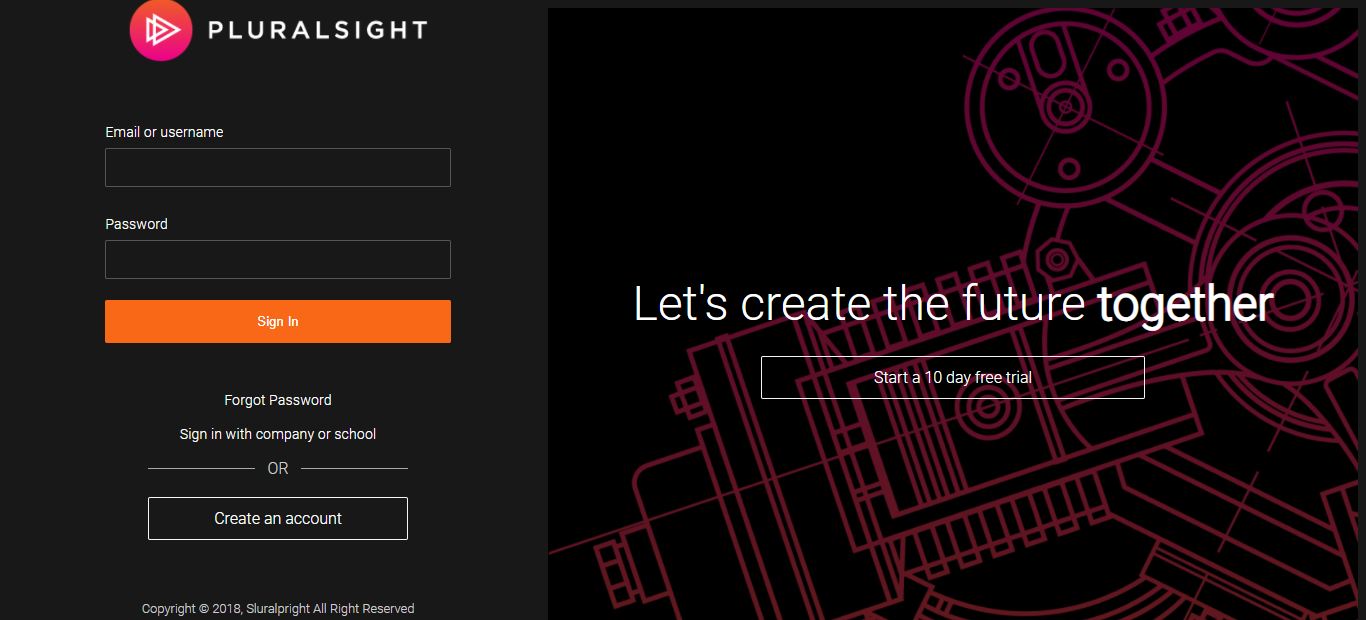 PLURALSIGHT
Email or username
Password
Sign In
Forgot Password
Sign in with company or school
OR
Create an account
Copyright © 2018, Sluralpright All Right Reserved
Let's create the future together
Start a 10 day free trial